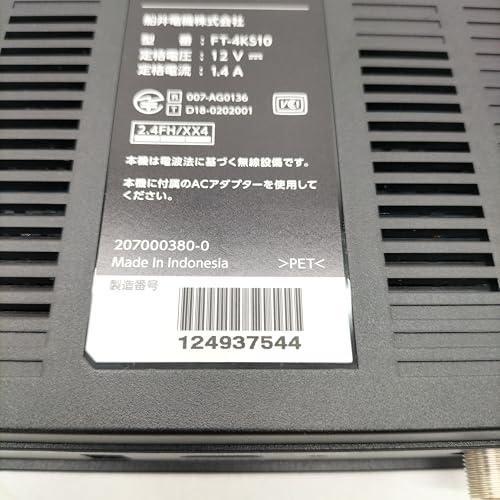 船井電機株式会社
型 番 : FT-4KS10
定格電圧 : 12 V
定格電流 : 1.4 A
R 007-AG0136
T D18-0202001
VCCI
2.4FH/XX4
本機は電波法に基づく無線設備です。
本機に付属のACアダプターを使用して
ください。
207000380-0
Made In Indonesia >PET<
製造番号
124937544